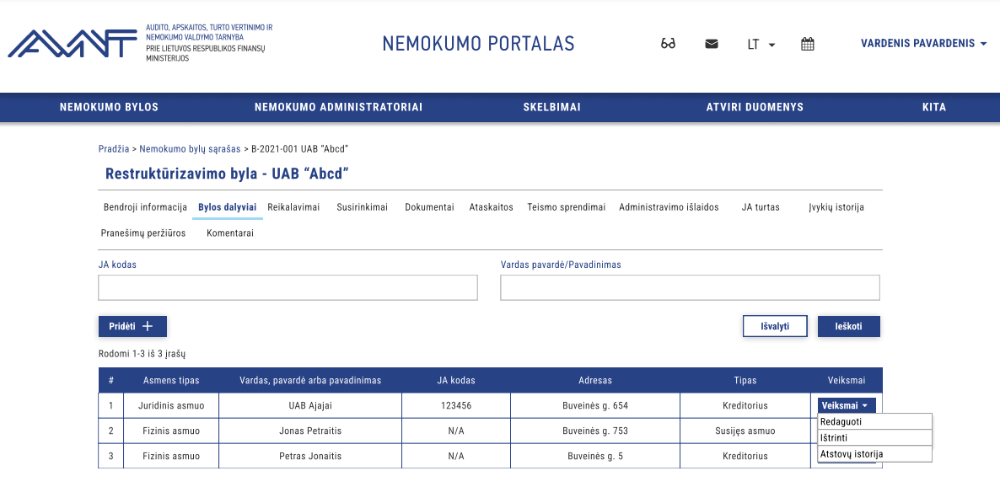 AUDITO, APSKAITOS, TURTO VERTINIMO IR
NEMOKUMO VALDYMO TARNYBA
PRIE LIETUVOS RESPUBLIKOS FINANSŲ
MINISTERIJOS
NEMOKUMO PORTALAS
LT
VARDENIS PAVARDENIS
NEMOKUMO BYLOS NEMOKUMO ADMINISTRATORIAI SKELBIMAI ATVIRI DUOMENYS KITA
Pradžia > Nemokumo bylų sąrašas > B-2021-001 UAB “Abcd”
Restruktūrizavimo byla - UAB “Abcd”
Bendroji informacija Bylos dalyviai Reikalavimai Susirinkimai Dokumentai Ataskaitos Teismo sprendimai Administravimo išlaidos JA turtas Įvykių istorija
Pranešimų peržiūros Komentarai
JA kodas Vardas pavardė/Pavadinimas
Pridėti + Išvalyti Ieškoti
Rodomi 1-3 iš 3 įrašų
# Asmens tipas Vardas, pavardė arba pavadinimas JA kodas Adresas Tipas Veiksmai
1 Juridinis asmuo UAB Ajajai 123456 Buveinės g. 654 Kreditorius Veiksmai
Redaguoti
2 Fizinis asmuo Jonas Petraitis N/A Buveinės g. 753 Susijęs asmuo
Ištrinti
3 Fizinis asmuo Petras Jonaitis N/A Buveinės g. 5 Kreditorius
Atstovų istorija